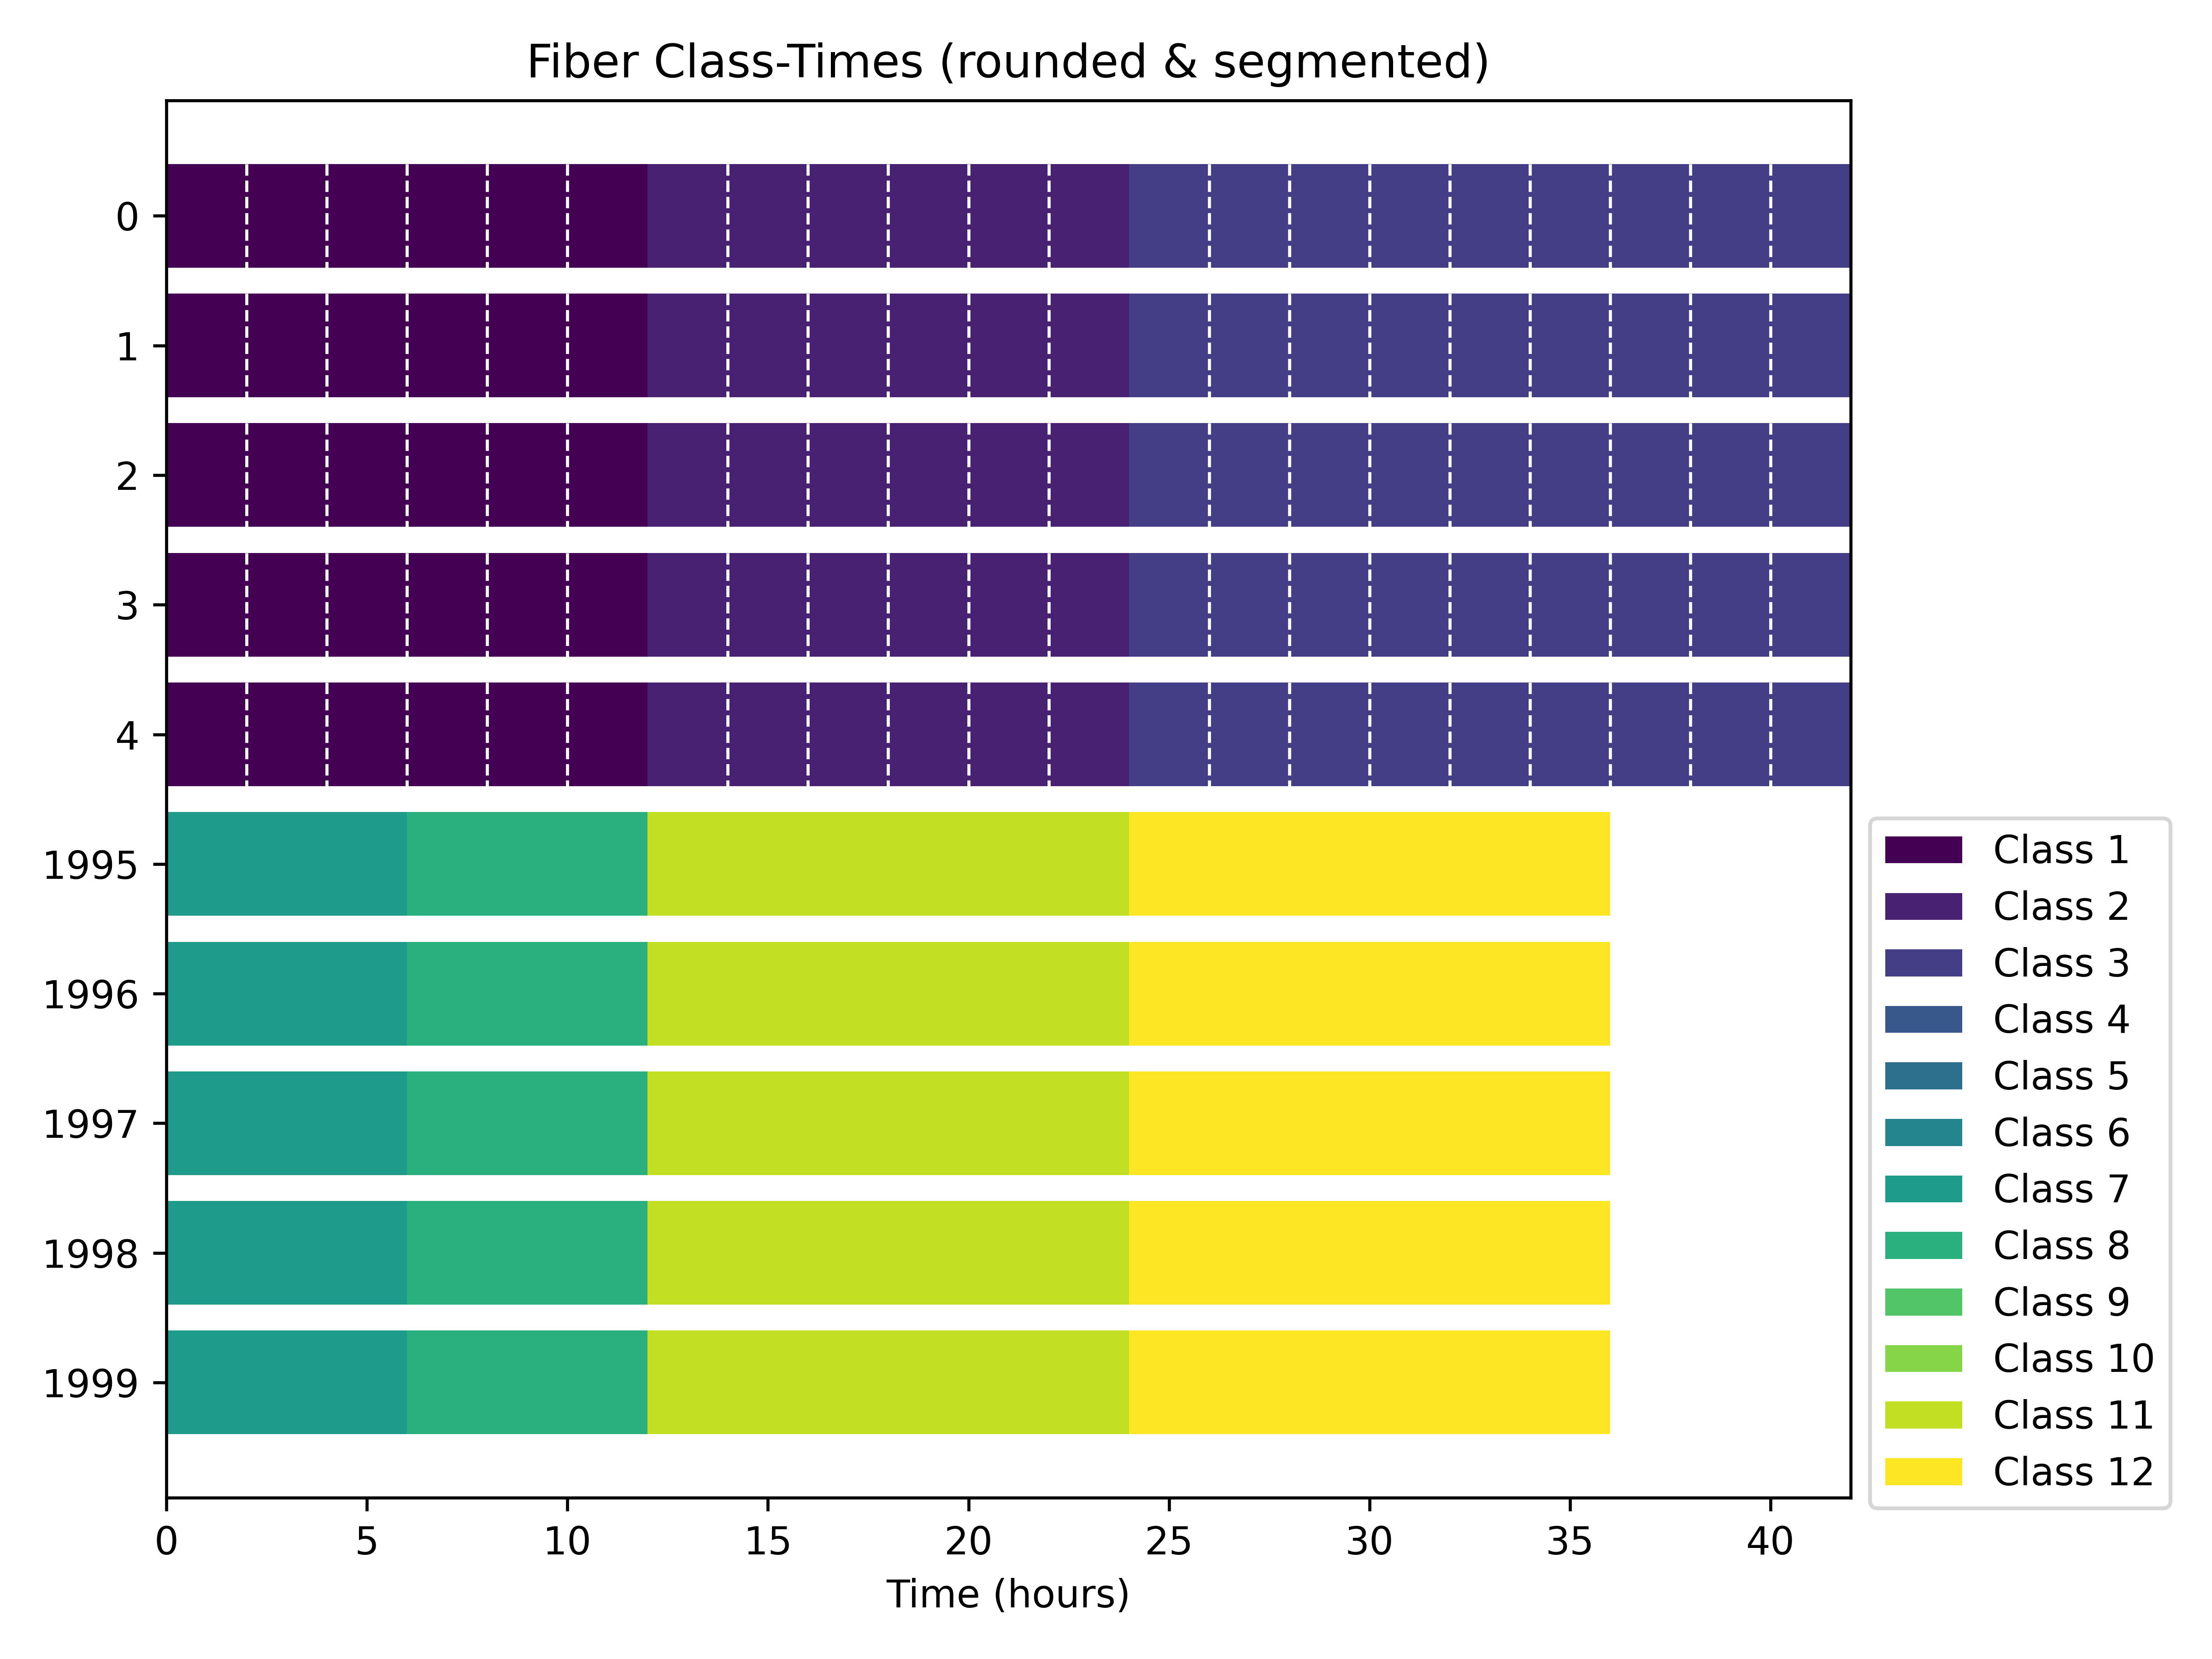 Fiber Class-Times (rounded & segmented)
0
1
2
3
4
1995
1996
1997
1998
1999
0 5 10 15 20 25 30 35 40
Time (hours)
Class 1
Class 2
Class 3
Class 4
Class 5
Class 6
Class 7
Class 8
Class 9
Class 10
Class 11
Class 12